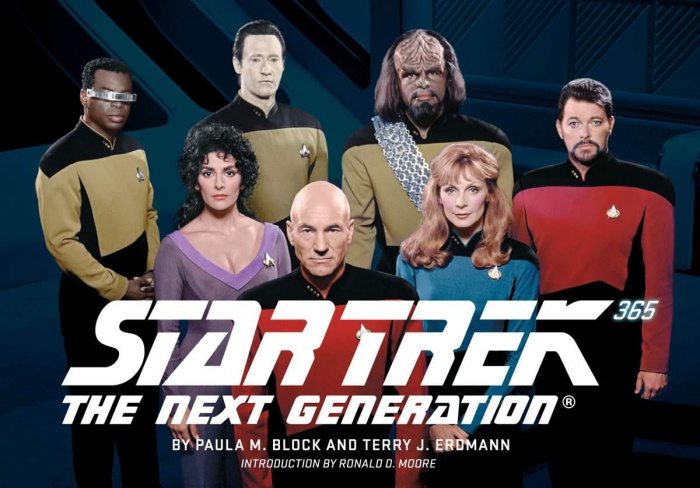 STAR TREK 365
THE NEXT GENERATION®
BY PAULA M. BLOCK AND TERRY J. ERDMANN
INTRODUCTION BY RONALD D. MOORE